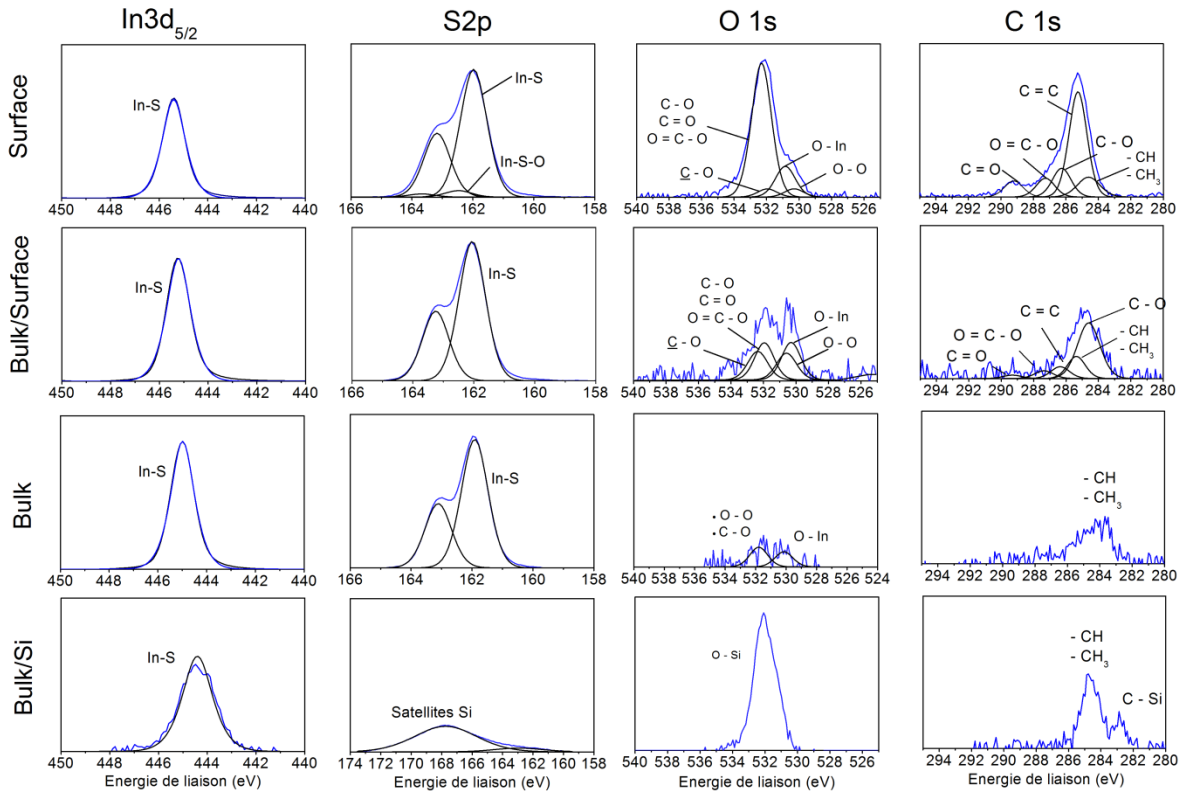 In3d5/2
S2p
O 1s
C 1s
Surface
In-S
450 448 446 444 442 440
In-S
In-S-O
166 164 162 160 158
C - O
C = O
O = C - O
C - O
O - In
O - O
540 538 536 534 532 530 528 526
C = C
O = C - O
C = O
C - O
- CH
- CH3
294 292 290 288 286 284 282 280
Bulk/Surface
In-S
450 448 446 444 442 440
In-S
166 164 162 160 158
C - O
C = O
O = C - O
C - O
O - In
O - O
540 538 536 534 532 530 528 526
C = C
O = C - O
C = O
C - O
- CH
- CH3
294 292 290 288 286 284 282 280
Bulk
In-S
450 448 446 444 442 440
In-S
166 164 162 160 158
• O - O
• C - O
O - In
540 538 536 534 532 530 528 526 524
- CH
- CH3
294 292 290 288 286 284 282 280
Bulk/Si
In-S
450 448 446 444 442 440
Energie de liaison (eV)
Satellites Si
174 172 170 168 166 164 162 160 158
Energie de liaison (eV)
O - Si
540 538 536 534 532 530 528 526
Energie de liaison (eV)
- CH
- CH3
C - Si
294 292 290 288 286 284 282 280
Energie de liaison (eV)